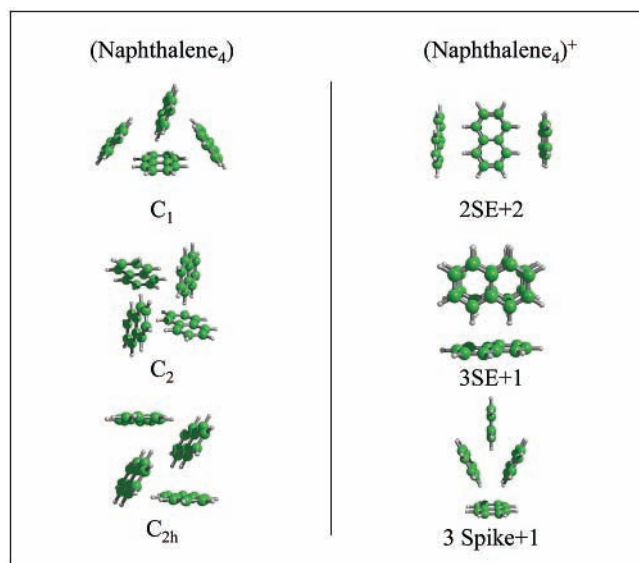 (Naphthalene₄)
C₁
C₂
C₂ₕ
(Naphthalene₄)⁺
2SE+2
3SE+1
3 Spike+1